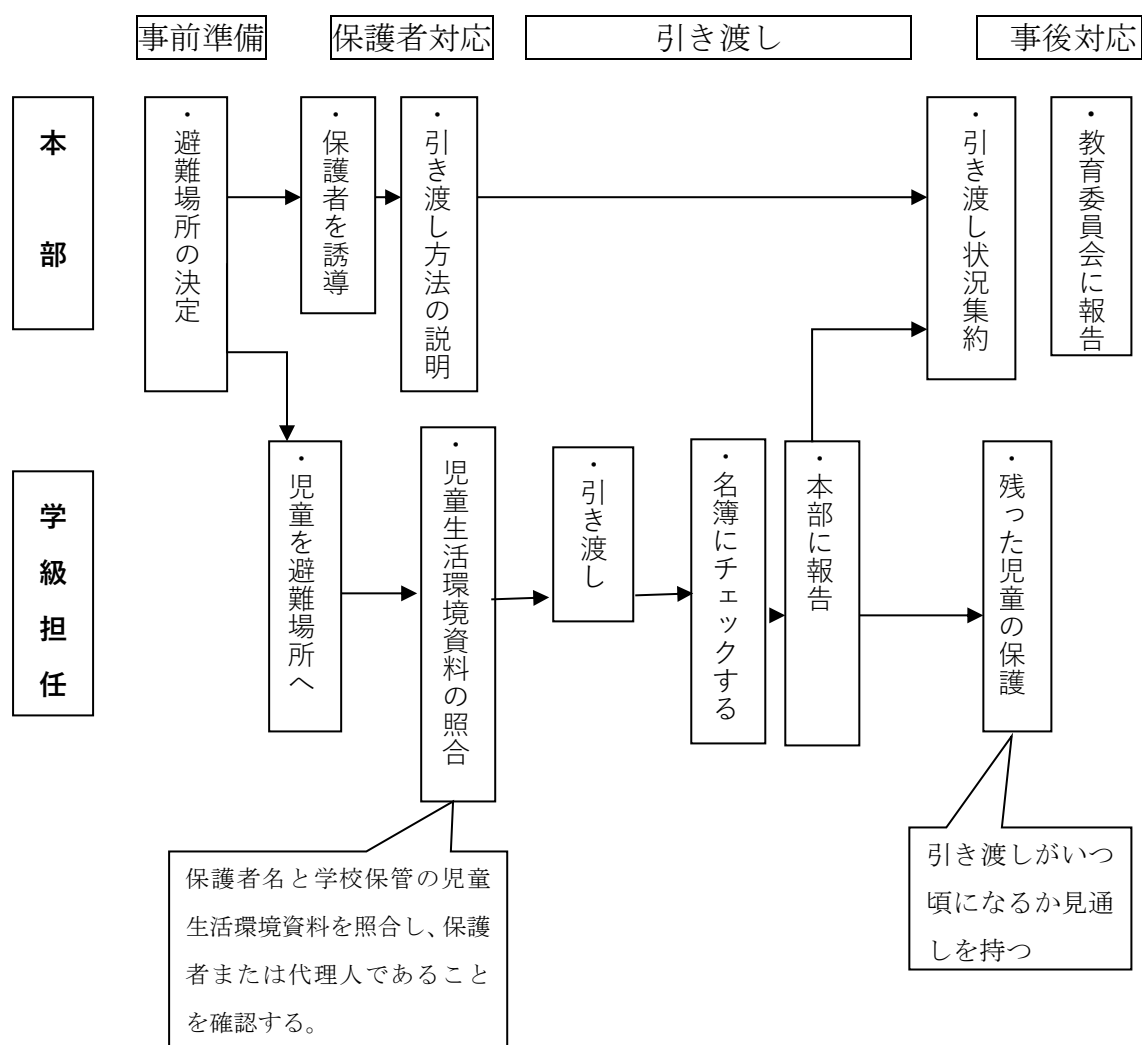 事前準備
保護者対応
引き渡し
事後対応
本部
・避難場所の決定
・保護者を誘導
・引き渡し方法の説明
・引き渡し状況集約
・教育委員会に報告
学級担任
・児童を避難場所へ
・児童生活環境資料の照合
・引き渡し
・名簿にチェックする
・本部に報告
・残った児童の保護
保護者名と学校保管の児童
生活環境資料を照合し、保護
者または代理人であること
を確認する。
引き渡しがいつ
頃になるか見通
しを持つ